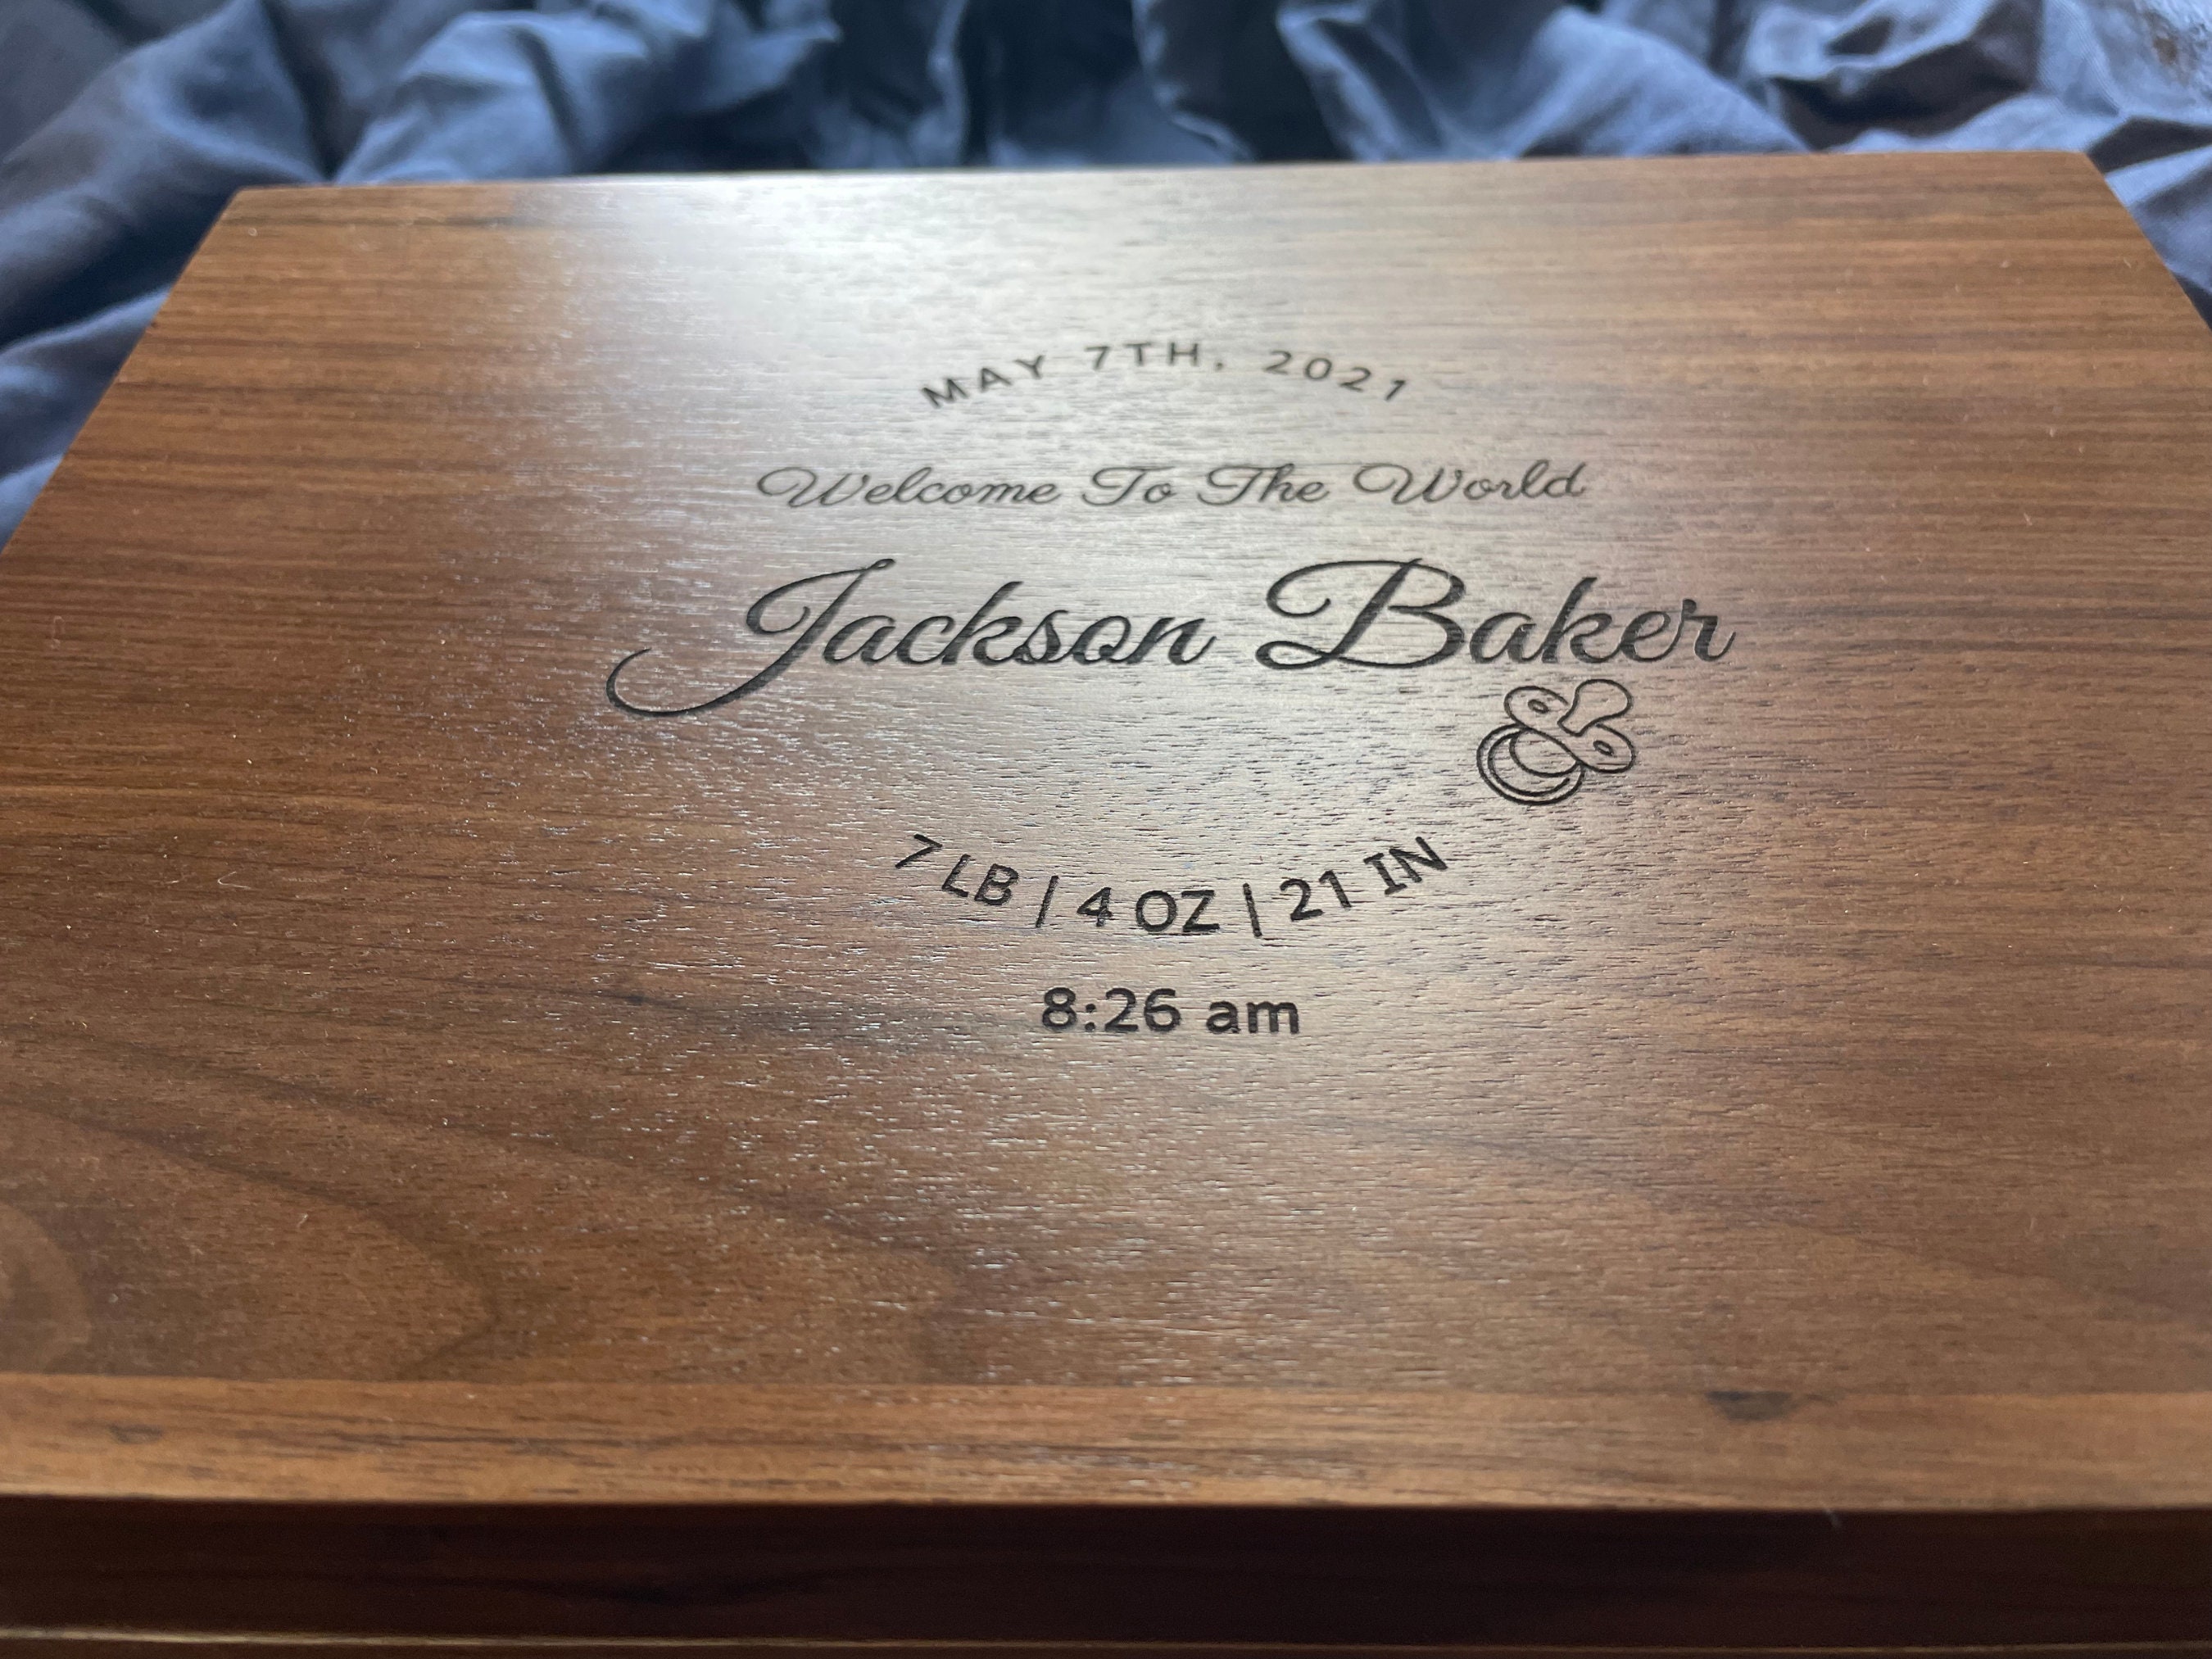 MAY 7TH, 2021
Welcome To The World
Jackson Baker
7 LB | 4 OZ | 21 IN
8:26 am